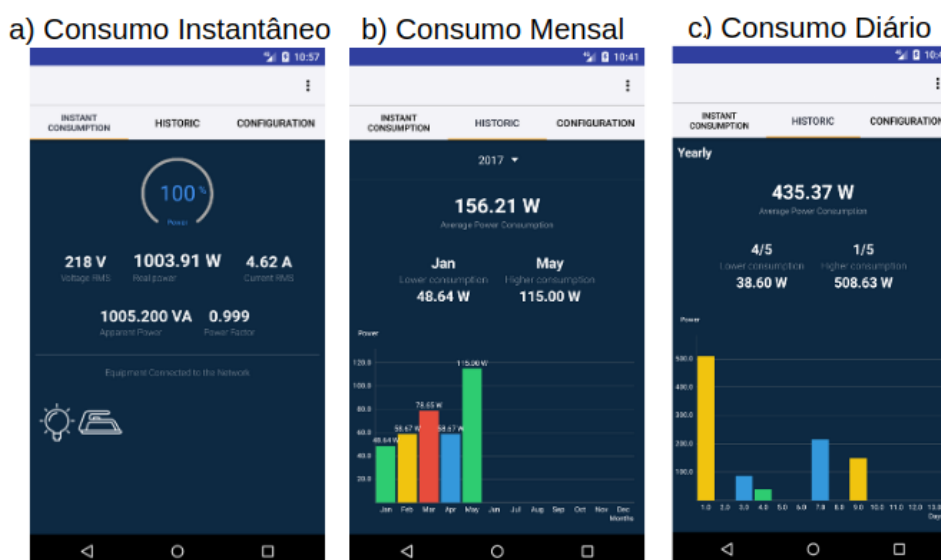 a) Consumo Instantâneo
10:57
INSTANT CONSUMPTION
HISTORIC
CONFIGURATION
100 %
Power
218 V
1003.91 W
4.62 A
Voltage RMS
Real power
Current RMS
1005.200 VA
0.999
Apparent Power
Power Factor
Equipment Connected to the Network
b) Consumo Mensal
10:41
INSTANT CONSUMPTION
HISTORIC
CONFIGURATION
2017
156.21 W
Average Power Consumption
Jan
May
Lower consumption
Higher consumption
48.64 W
115.00 W
Power
120.0
115.00 W
100.0
80.0
78.65 W
60.0
58.67 W
58.67 W
48.64 W
40.0
20.0
Jan Feb Mar Apr May Jun Jul Aug Sep Oct Nov Dec
Months
c) Consumo Diário
INSTANT CONSUMPTION
HISTORIC
CONFIGURATION
Yearly
435.37 W
Average Power Consumption
4/5
1/5
Lower consumption
Higher consumption
38.60 W
508.63 W
Power
500.0
400.0
300.0
200.0
100.0
1.0 2.0 3.0 4.0 5.0 6.0 7.0 8.0 9.0 10.0 11.0 12.0 13.0